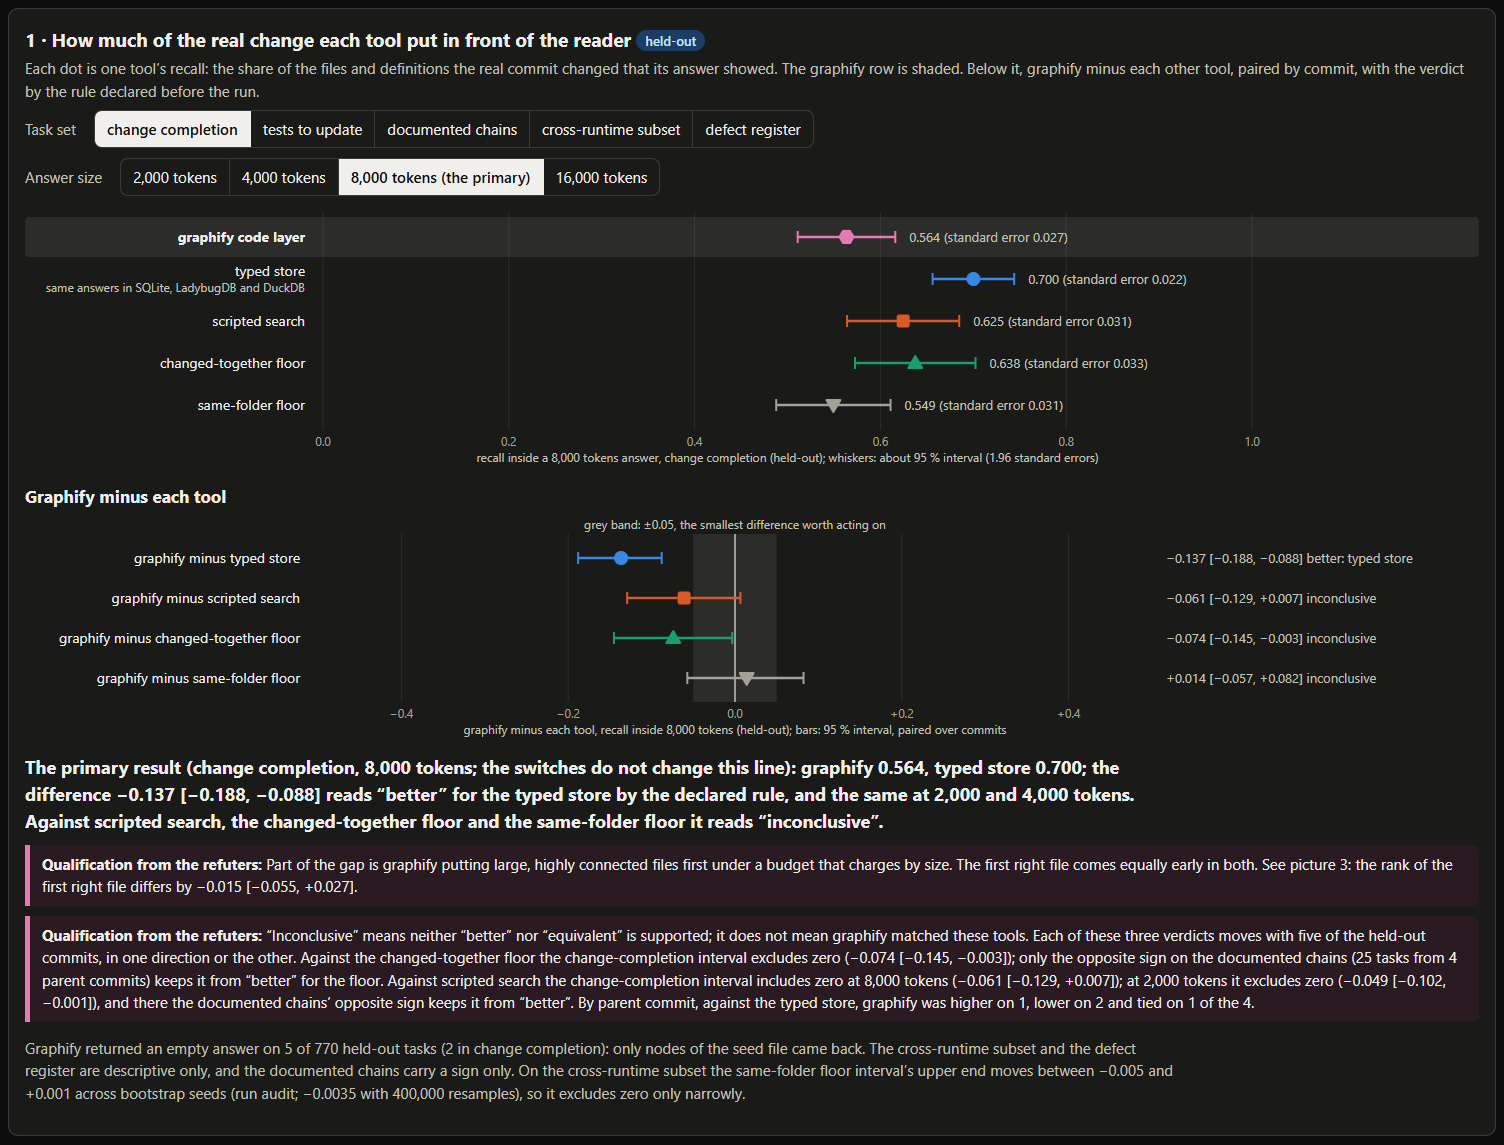 1 · How much of the real change each tool put in front of the reader held-out
Each dot is one tool's recall: the share of the files and definitions the real commit changed that its answer showed. The graphify row is shaded. Below it, graphify minus each other tool, paired by commit, with the verdict
by the rule declared before the run.
Task set change completion tests to update documented chains cross-runtime subset defect register
Answer size 2,000 tokens 4,000 tokens 8,000 tokens (the primary) 16,000 tokens
graphify code layer 0.564 (standard error 0.027)
typed store
same answers in SQLite, LadybugDB and DuckDB
0.700 (standard error 0.022)
scripted search 0.625 (standard error 0.031)
changed-together floor 0.638 (standard error 0.033)
same-folder floor 0.549 (standard error 0.031)
0.0 0.2 0.4 0.6 0.8 1.0
recall inside a 8,000 tokens answer, change completion (held-out); whiskers: about 95 % interval (1.96 standard errors)
Graphify minus each tool
grey band: ±0.05, the smallest difference worth acting on
graphify minus typed store −0.137 [−0.188, −0.088] better: typed store
graphify minus scripted search −0.061 [−0.129, +0.007] inconclusive
graphify minus changed-together floor −0.074 [−0.145, −0.003] inconclusive
graphify minus same-folder floor +0.014 [−0.057, +0.082] inconclusive
−0.4 −0.2 0.0 +0.2 +0.4
graphify minus each tool, recall inside 8,000 tokens (held-out); bars: 95 % interval, paired over commits
The primary result (change completion, 8,000 tokens; the switches do not change this line): graphify 0.564, typed store 0.700; the
difference −0.137 [−0.188, −0.088] reads “better” for the typed store by the declared rule, and the same at 2,000 and 4,000 tokens.
Against scripted search, the changed-together floor and the same-folder floor it reads “inconclusive”.
Qualification from the refuters: Part of the gap is graphify putting large, highly connected files first under a budget that charges by size. The first right file comes equally early in both. See picture 3: the rank of the
first right file differs by −0.015 [−0.055, +0.027].
Qualification from the refuters: “Inconclusive” means neither “better” nor “equivalent” is supported; it does not mean graphify matched these tools. Each of these three verdicts moves with five of the held-out
commits, in one direction or the other. Against the changed-together floor the change-completion interval excludes zero (−0.074 [−0.145, −0.003]); only the opposite sign on the documented chains (25 tasks from 4
parent commits) keeps it from “better” for the floor. Against scripted search the change-completion interval includes zero at 8,000 tokens (−0.061 [−0.129, +0.007]); at 2,000 tokens it excludes zero (−0.049 [−0.102,
−0.001]), and there the documented chains’ opposite sign keeps it from “better”. By parent commit, against the typed store, graphify was higher on 1, lower on 2 and tied on 1 of the 4.
Graphify returned an empty answer on 5 of 770 held-out tasks (2 in change completion): only nodes of the seed file came back. The cross-runtime subset and the defect
register are descriptive only, and the documented chains carry a sign only. On the cross-runtime subset the same-folder floor interval’s upper end moves between −0.005 and
+0.001 across bootstrap seeds (run audit; −0.0035 with 400,000 resamples), so it excludes zero only narrowly.